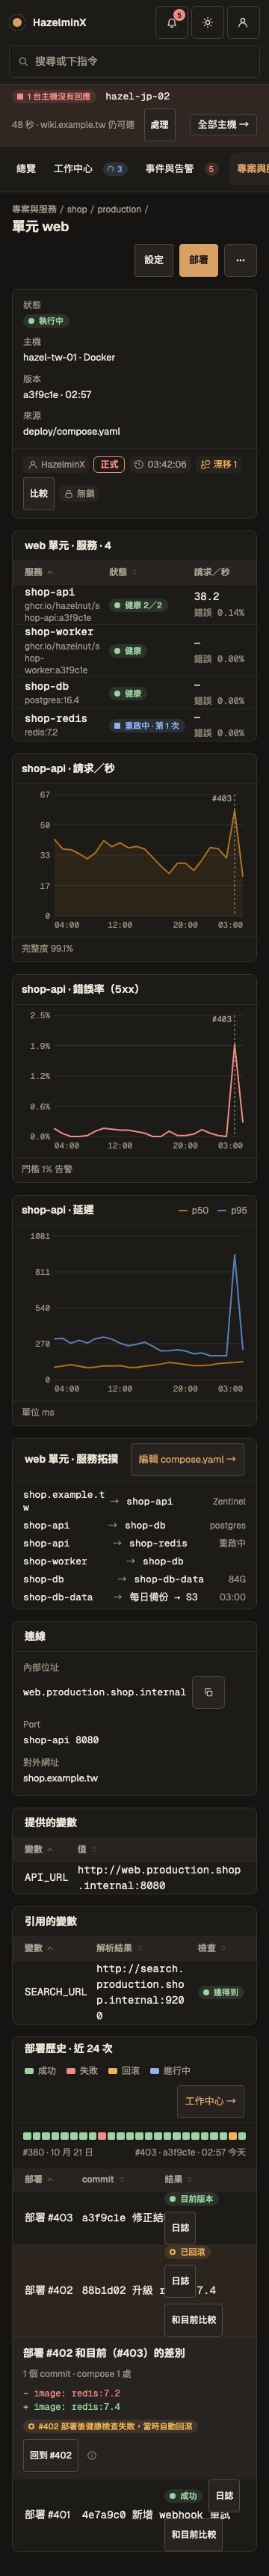 HazelminX
5
搜尋或下指令
1 台主機沒有回應 hazel-jp-02
48 秒 · wiki.example.tw 仍可連
處理
全部主機 →
總覽 工作中心 3 事件與告警 5 專案與
專案與服務 / shop / production /
單元 web
設定 部署 ···
狀態
執行中
主機
hazel-tw-01 · Docker
版本
a3f9c1e · 02:57
來源
deploy/compose.yaml
HazelminX 正式 03:42:06 漂移 1
比較 無鎖
web 單元 · 服務 · 4
服務 狀態 請求／秒
shop-api
ghcr.io/hazelnut/s
hop-api:a3f9c1e
健康 2／2
38.2
錯誤 0.14%
shop-worker
ghcr.io/hazelnut/s
hop-
worker:a3f9c1e
健康
—
錯誤 0.00%
shop-db
postgres:16.4
健康
—
錯誤 0.00%
shop-redis
redis:7.2
重啟中 · 第 1 次
—
錯誤 0.00%
shop-api · 請求／秒
67
#403
50
33
17
0
04:00 12:00 20:00 03:00
完整度 99.1%
shop-api · 錯誤率（5xx）
2.5%
#403
1.9%
1.2%
0.6%
0.0%
04:00 12:00 20:00 03:00
門檻 1% 告警
shop-api · 延遲 p50 p95
1081
811
540
270
0
04:00 12:00 20:00 03:00
單位 ms
web 單元 · 服務拓撲 編輯 compose.yaml →
shop.example.t
w
→ shop-api Zentinel
shop-api → shop-db postgres
shop-api → shop-redis 重啟中
shop-worker → shop-db
shop-db → shop-db-data 84G
shop-db-data → 每日備份 → S3 03:00
連線
內部位址
web.production.shop.internal
Port
shop-api 8080
對外網址
shop.example.tw
提供的變數
變數 值
API_URL
http://web.production.shop
.internal:8080
引用的變數
變數 解析結果 檢查
SEARCH_URL
http://search.
production.sho
p.internal:920
0
連得到
部署歷史 · 近 24 次
成功 失敗 回滾 進行中
工作中心 →
#380 · 10 月 21 日 #403 · a3f9c1e · 02:57 今天
部署 commit 結果
部署 #403 a3f9c1e 修正結
目前版本
日誌
部署 #402 88b1d02 升級 r
7.4
已回滾
日誌
和目前比較
部署 #402 和目前（#403）的差別
1 個 commit · compose 1 處
- image: redis:7.2
+ image: redis:7.4
#402 部署後健康檢查失敗，當時自動回滾
回到 #402
部署 #401 4e7a9c0 新增 webhook 重試
成功 日誌
和目前比較